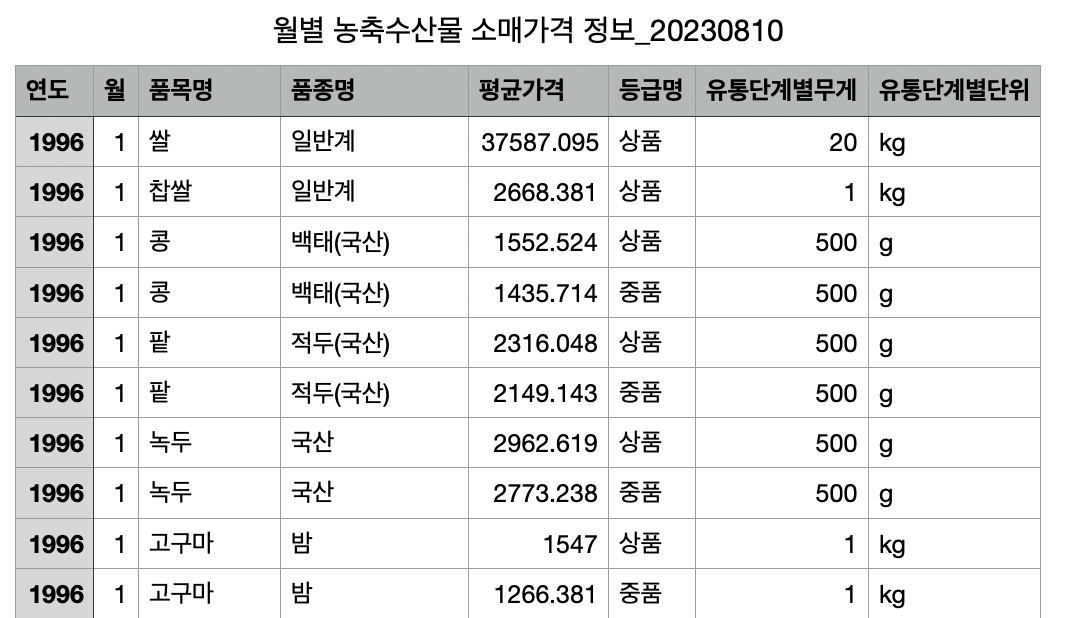 월별 농축수산물 소매가격 정보_20230810
연도 월 품목명 품종명 평균가격 등급명 유통단계별무게 유통단계별단위
1996 1 쌀 일반계 37587.095 상품 20 kg
1996 1 찹쌀 일반계 2668.381 상품 1 kg
1996 1 콩 백태(국산) 1552.524 상품 500 g
1996 1 콩 백태(국산) 1435.714 중품 500 g
1996 1 팥 적두(국산) 2316.048 상품 500 g
1996 1 팥 적두(국산) 2149.143 중품 500 g
1996 1 녹두 국산 2962.619 상품 500 g
1996 1 녹두 국산 2773.238 중품 500 g
1996 1 고구마 밤 1547 상품 1 kg
1996 1 고구마 밤 1266.381 중품 1 kg